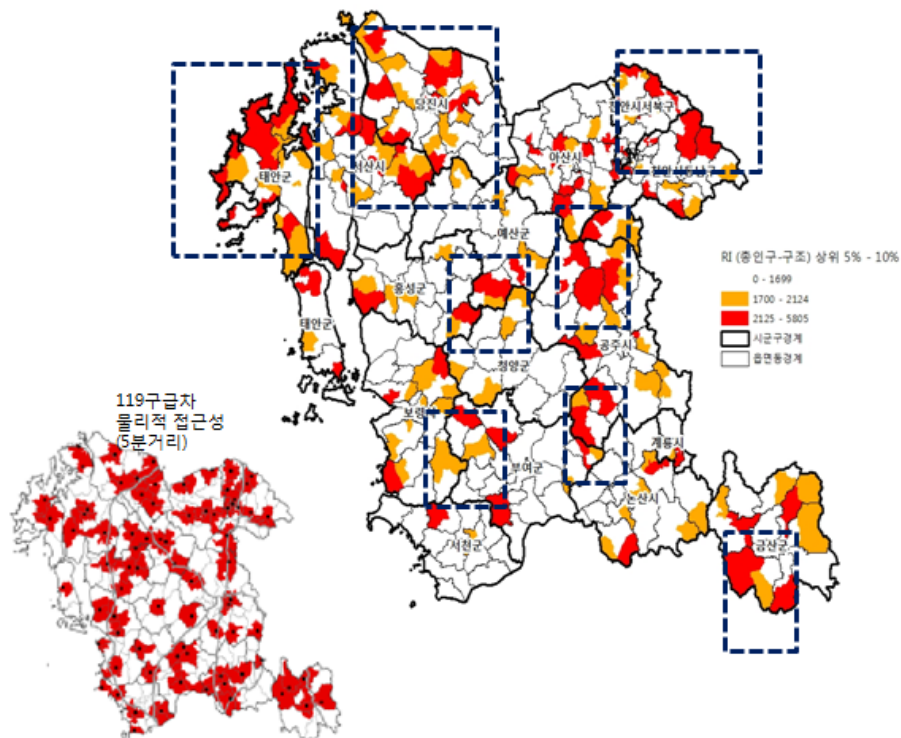 당진시
천안시서북구
아산시
서산시
태안군
천안시동남구
예산군
RI (총인구-구조) 상위 5% - 10%
0 - 1699
1700 - 2124
2125 - 5805
시군구경계
읍면동경계
홍성군
태안군
공주시
청양군
119구급차
물리적 접근성
(5분거리)
계룡시
부여군
논산시
금산군
서천군